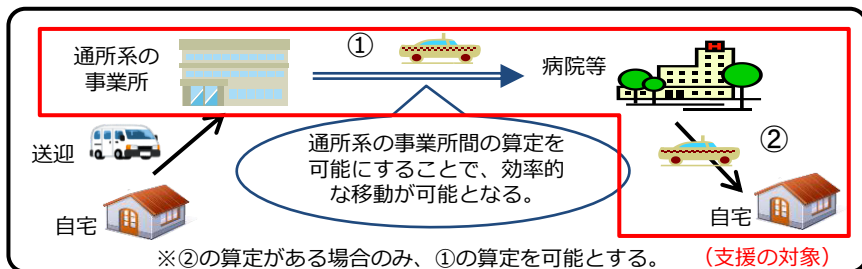 通所系の
事業所
①
病院等
H
送迎
通所系の事業所間の算定を
可能にすることで、効率的
な移動が可能となる。
②
自宅
自宅
※②の算定がある場合のみ、①の算定を可能とする。
(支援の対象)